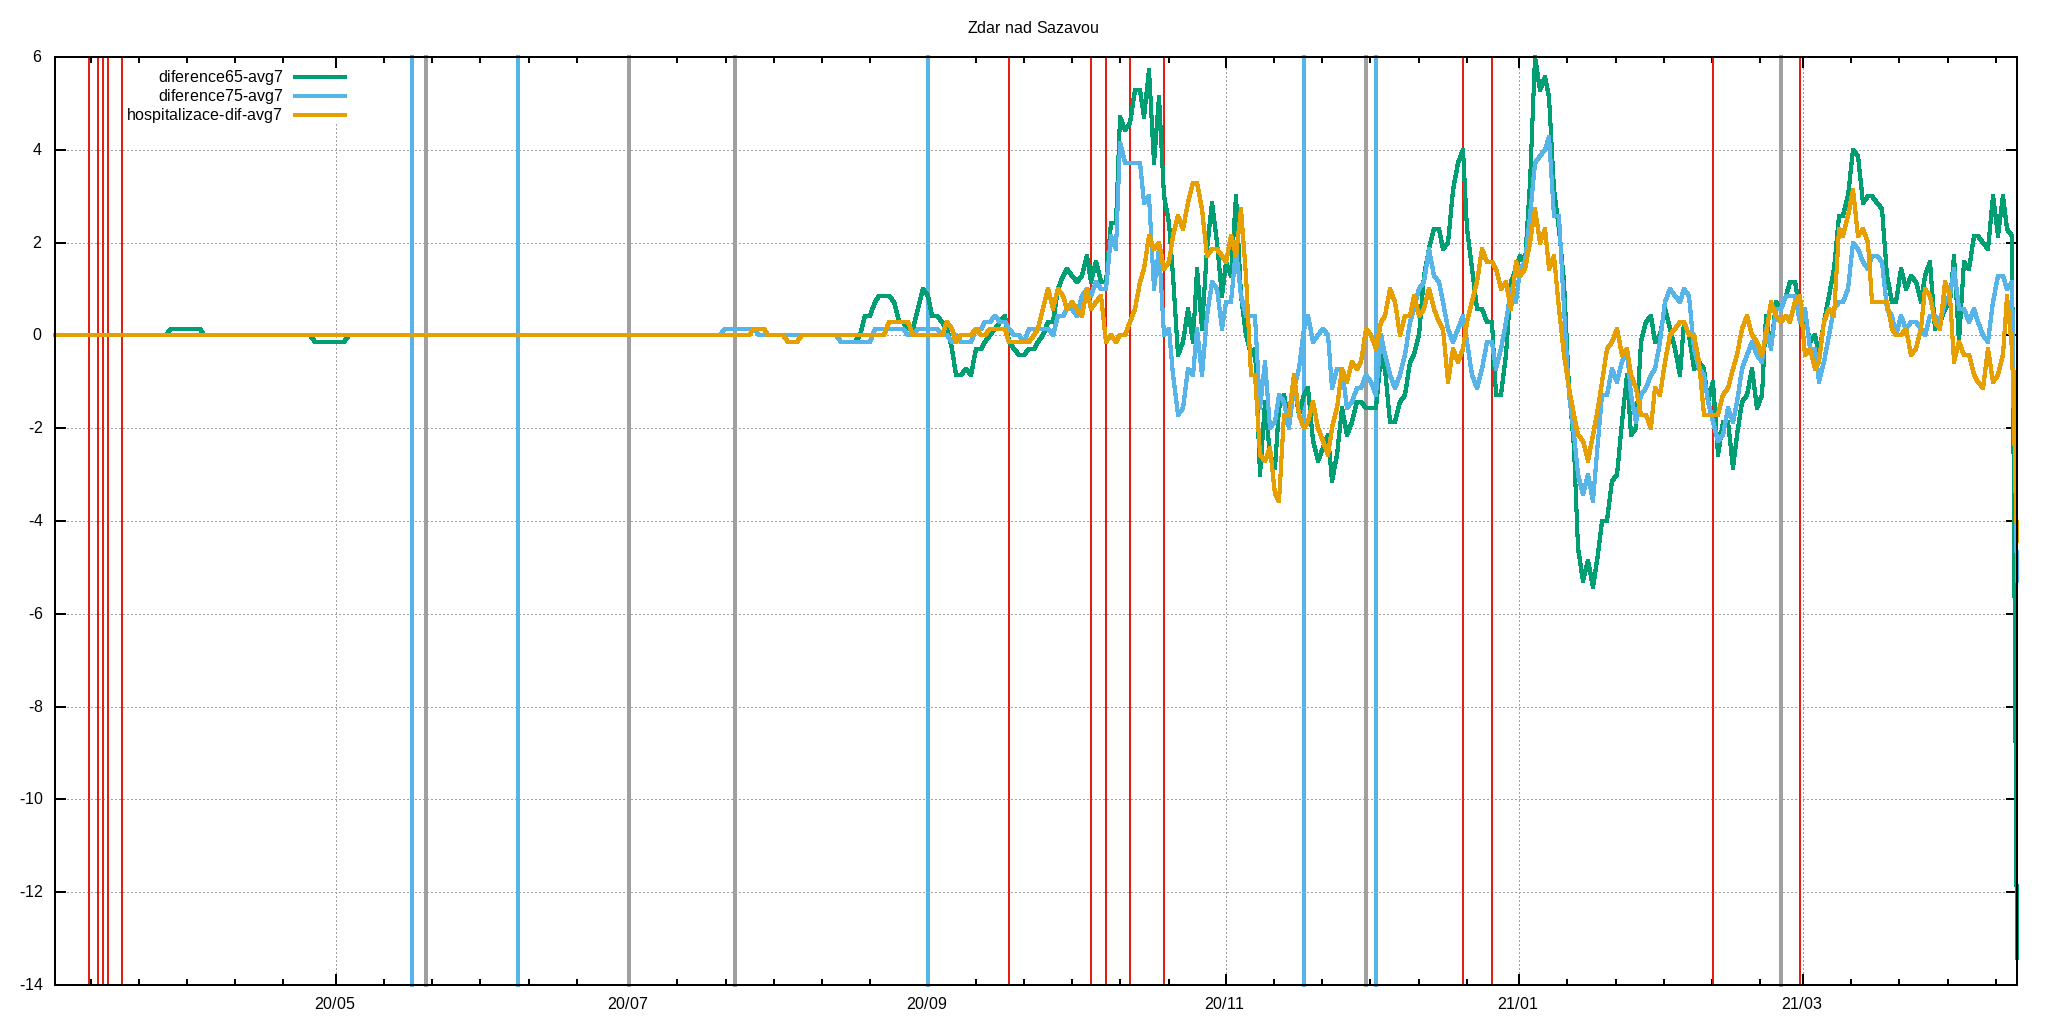 Zdar nad Sazavou
6
diference65-avg7
diference75-avg7
hospitalizace-dif-avg7
4
2
0
-2
-4
-6
-8
-10
-12
-14
20/05 20/07 20/09 20/11 21/01 21/03